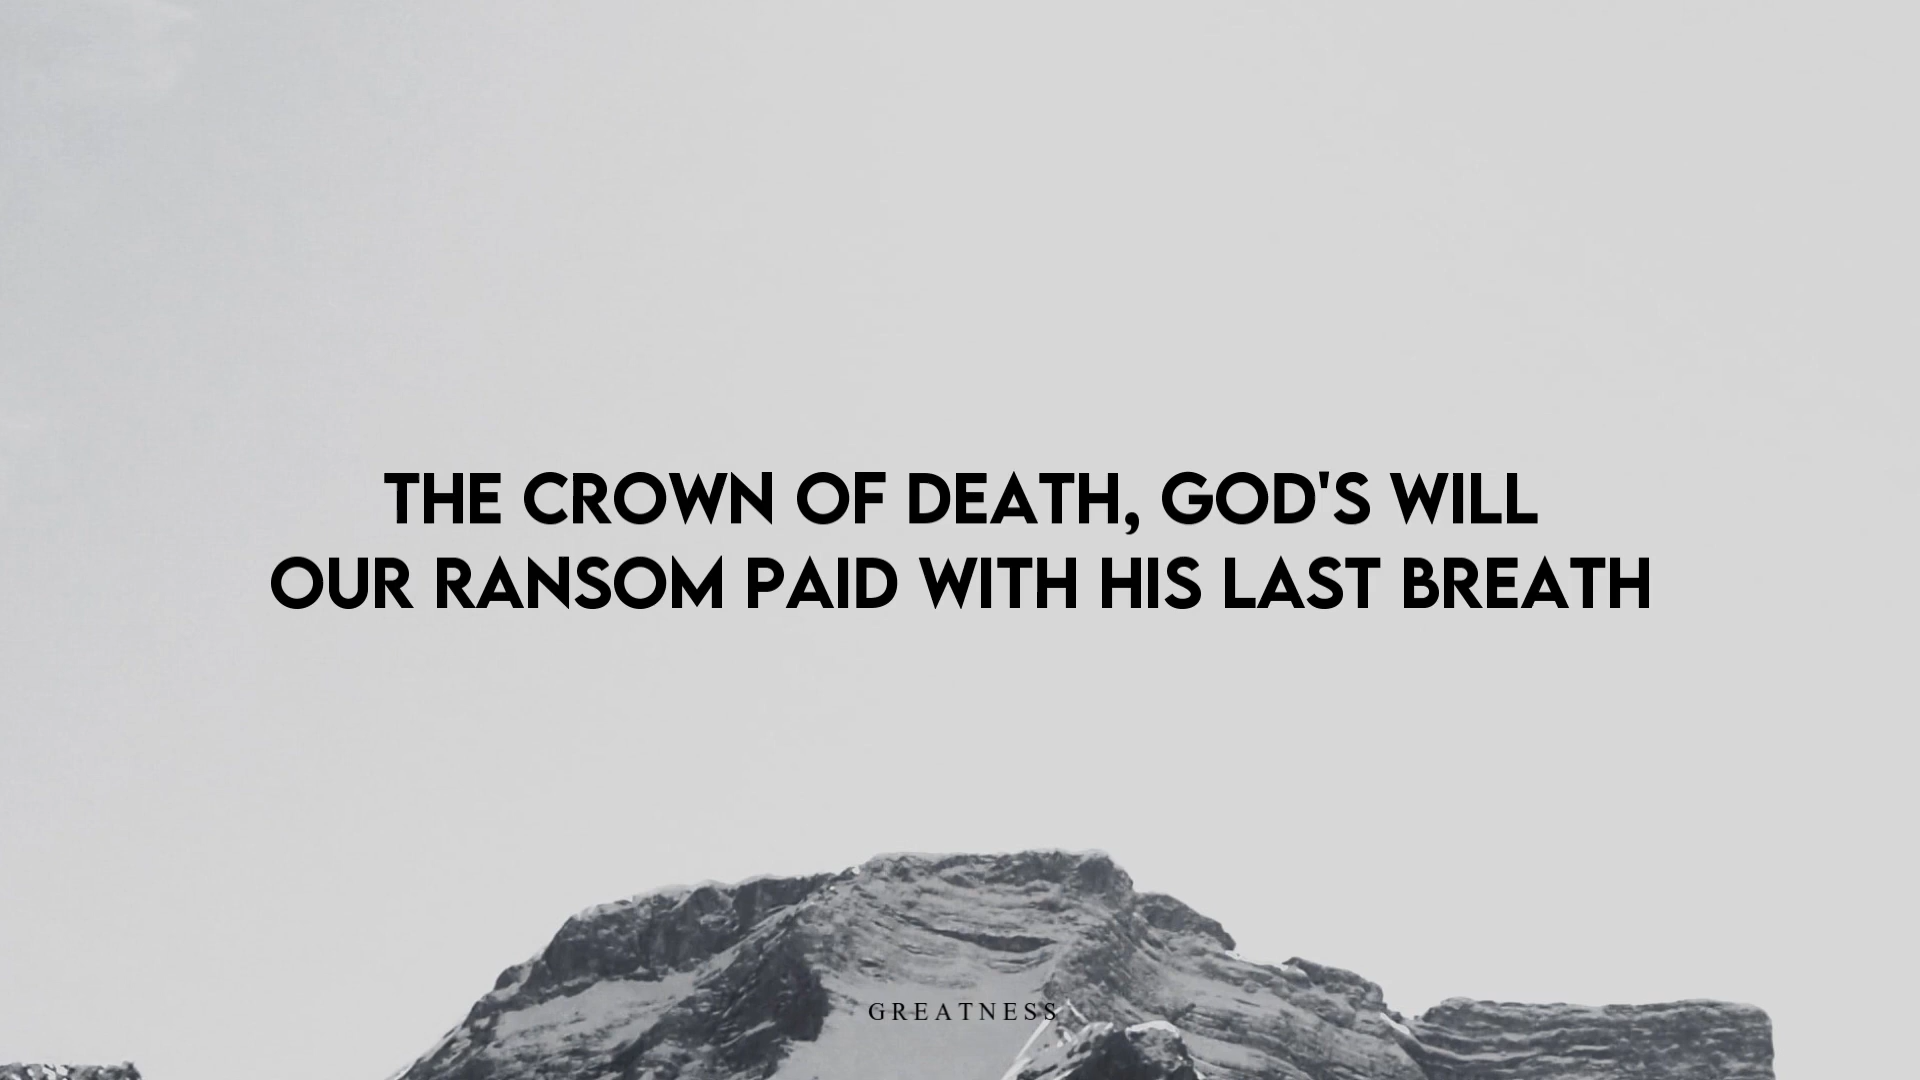 THE CROWN OF DEATH, GOD'S WILL
OUR RANSOM PAID WITH HIS LAST BREATH
GREATNESS